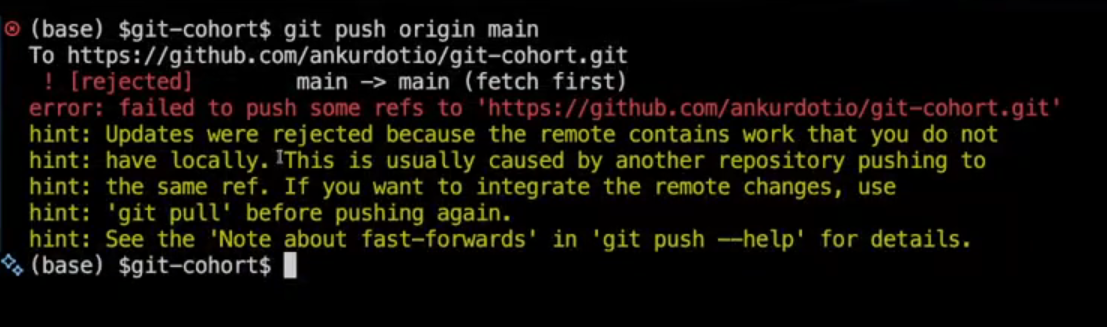 (base) $git-cohort$ git push origin main
To https://github.com/ankurdotio/git-cohort.git
! [rejected]        main -> main (fetch first)
error: failed to push some refs to 'https://github.com/ankurdotio/git-cohort.git'
hint: Updates were rejected because the remote contains work that you do not
hint: have locally. This is usually caused by another repository pushing to
hint: the same ref. If you want to integrate the remote changes, use
hint: 'git pull' before pushing again.
hint: See the 'Note about fast-forwards' in 'git push --help' for details.
(base) $git-cohort$